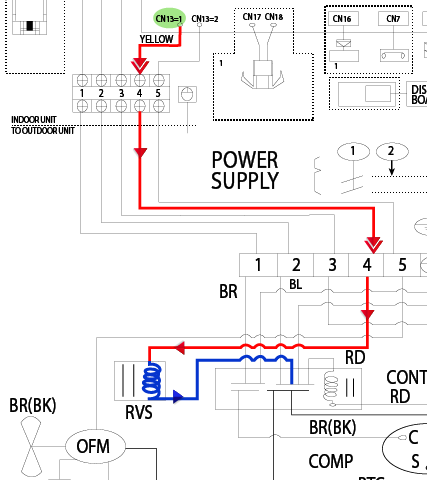 CN13=1 CN13=2 CN17 CN18 CN16 CN7
YELLOW
1
1
1 2 3 4 5
DIS
BOA
INDOOR UNIT
TO OUTDOOR UNIT
POWER
SUPPLY
1 2
1 2 3 4 5
BR BL
RD
CONT
RD
RVS
BR(BK)
BR(BK)
OFM
COMP
C
S